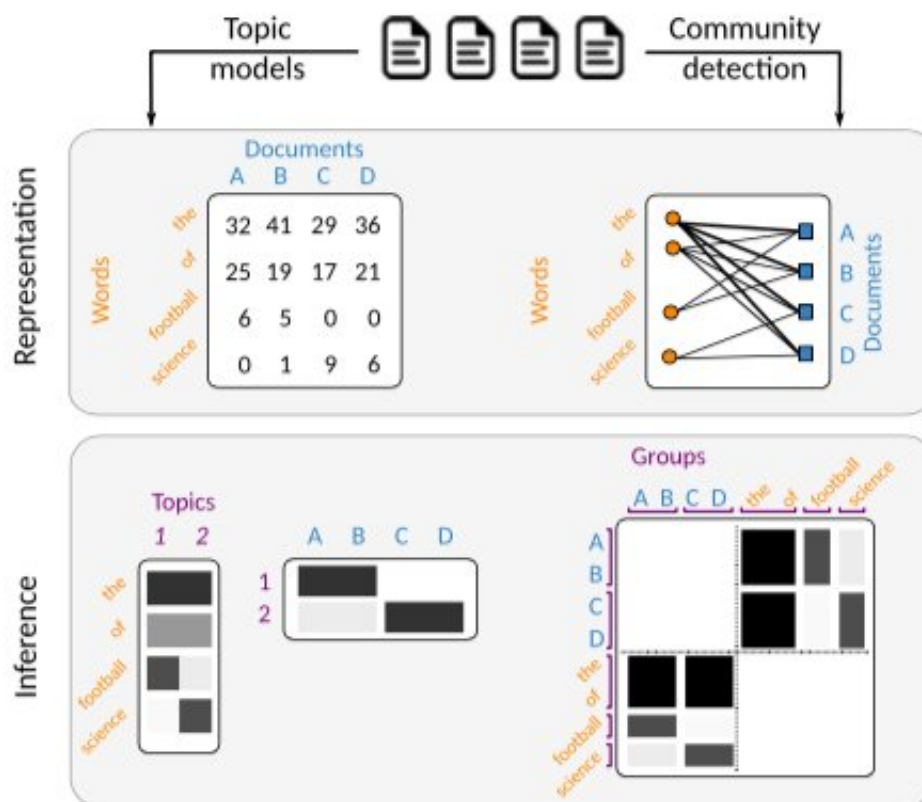 Topic
models
Community
detection
Representation
Documents
A B C D
Words
the
of
football
science
32 41 29 36
25 19 17 21
6 5 0 0
0 1 9 6
Words
the
of
football
science
A
B
C
D
Documents
Inference
Topics
1 2
the
of
football
science
A B C D
1
2
Groups
A B C D the of football science
A
B
C
D
the
of
football
science